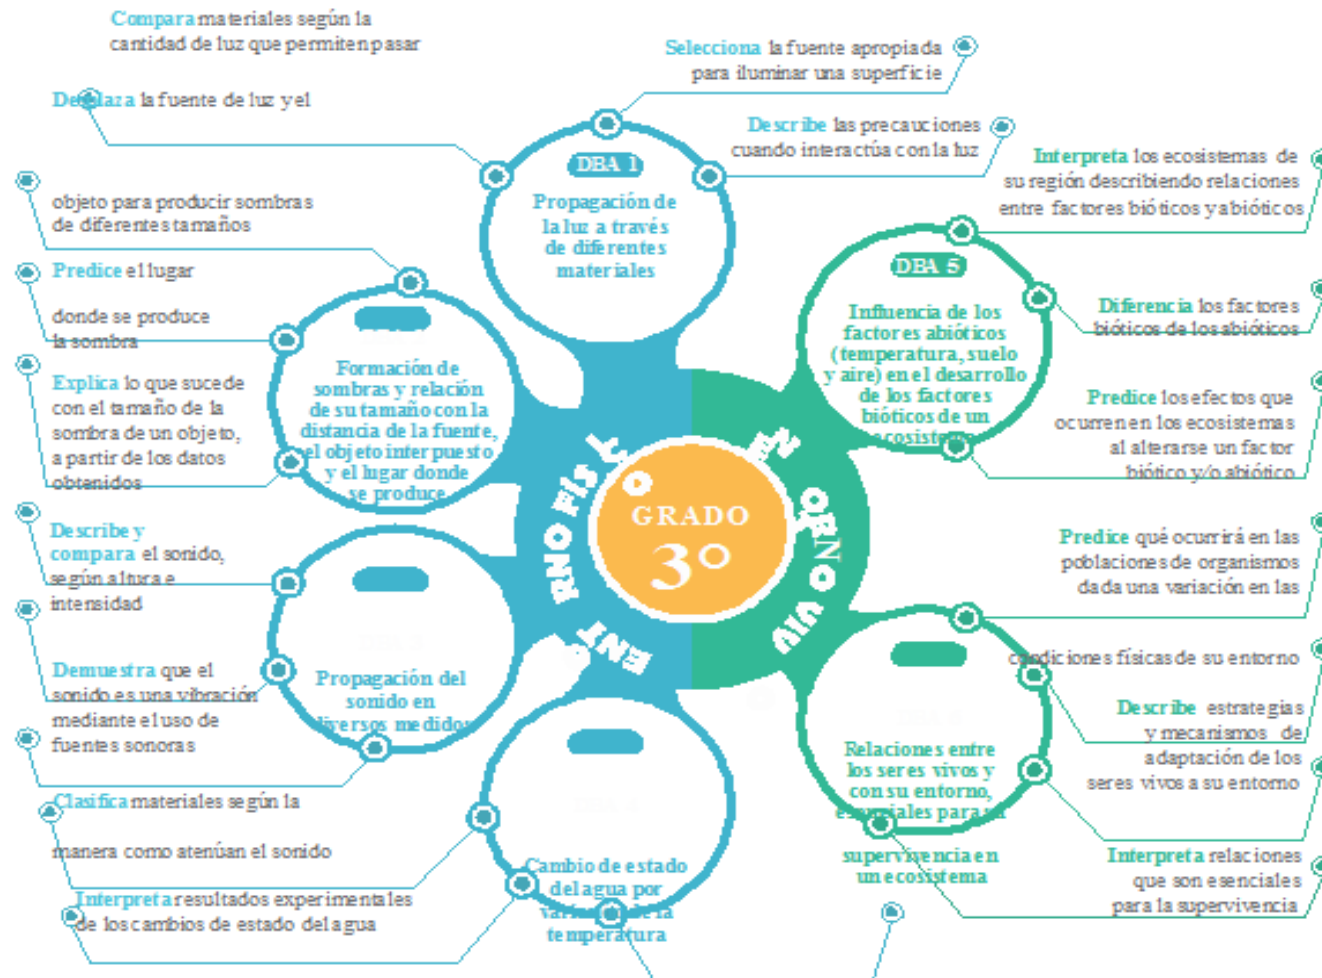 Compara materiales según la
cantidad de luz que permiten pasar
Desplaza la fuente de luz y el
objeto para producir sombras
de diferentes tamaños
Predice el lugar
donde se produce
la sombra
Explica lo que sucede
con el tamaño de la
sombra de un objeto,
a partir de los datos
obtenidos
Describe y
compara el sonido,
según altura e
intensidad
Demuestra que el
sonido es una vibración
mediante el uso de
fuentes sonoras
Clasifica materiales según la
manera como atenúan el sonido
Interpreta resultados experimentales
de los cambios de estado del agua
Selecciona la fuente apropiada
para iluminar una superficie
Describe las precauciones
cuando interactúa con la luz
DBA 1
Propagación de
la luz a través
de diferentes
materiales
Formación de
sombras y relación
de su tamaño con la
distancia de la fuente,
el objeto interpuesto
y el lugar donde
se produce
Propagación del
sonido en
diversos medidos
Cambio de estado
del agua por
de la
temperatura
GRADO
3°
DBA 5
Influencia de los
factores abióticos
(temperatura, suelo
y aire) en el desarrollo
de los factores
bióticos de un
ecosistema
Relaciones entre
los seres vivos y
con su entorno,
esenciales para su
supervivencia en
un ecosistema
Interpreta los ecosistemas de
su región describiendo relaciones
entre factores bióticos y abióticos
Diferencia los factores
bióticos de los abióticos
Predice los efectos que
ocurren en los ecosistemas
al alterarse un factor
biótico y/o abiótico
Predice qué ocurrirá en las
poblaciones de organismos
dada una variación en las
condiciones físicas de su entorno
Describe estrategias
y mecanismos de
adaptación de los
seres vivos a su entorno
Interpreta relaciones
que son esenciales
para la supervivencia